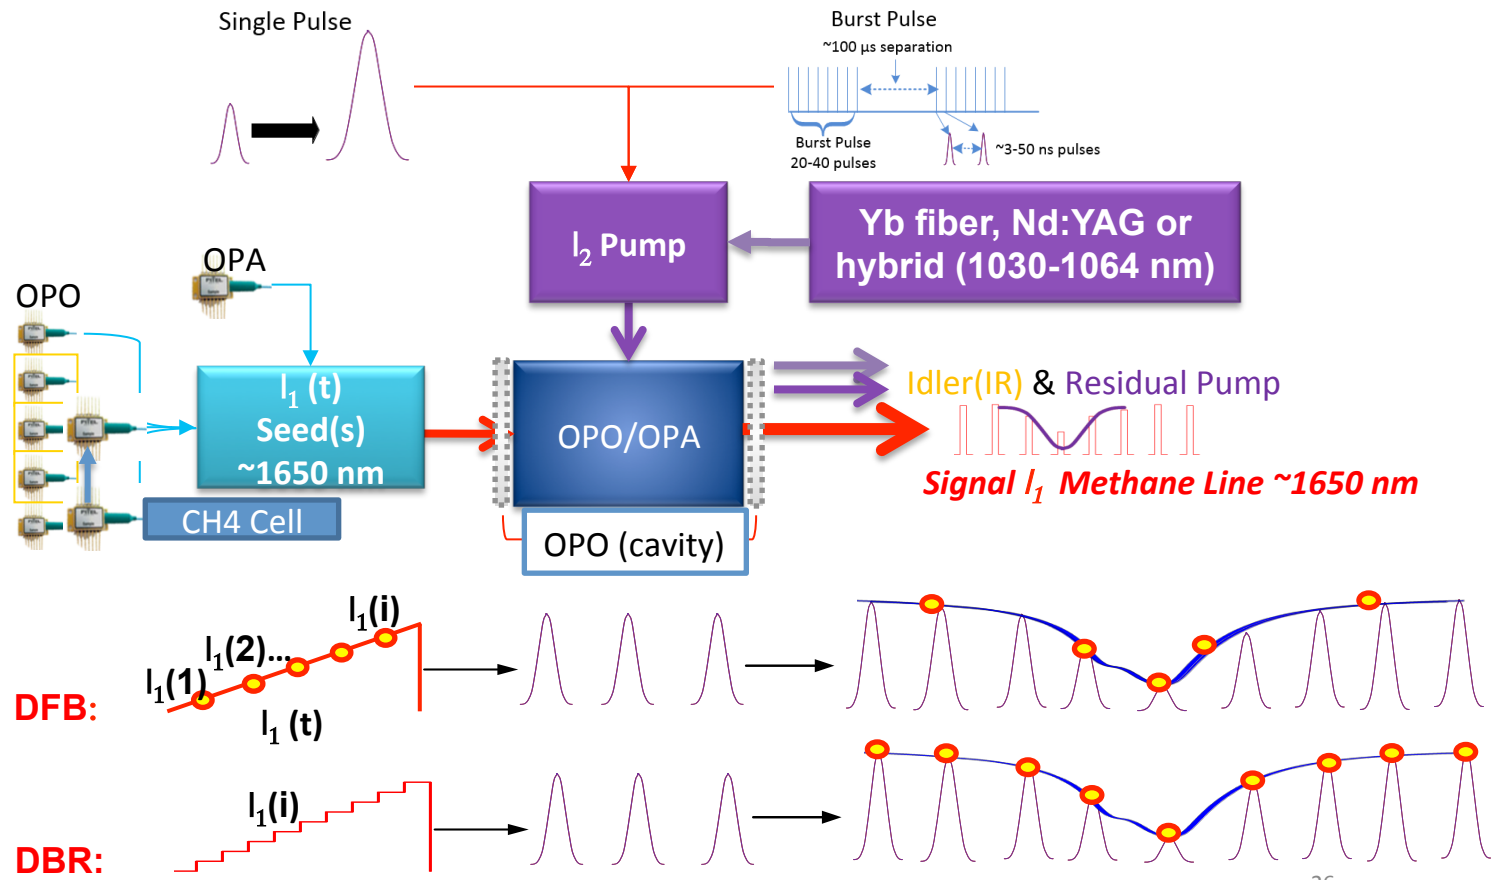 Single Pulse
Burst Pulse
~100 µs separation
Burst Pulse
20-40 pulses
~3-50 ns pulses
l2 Pump
Yb fiber, Nd:YAG or
hybrid (1030-1064 nm)
OPA
OPO
l1 (t)
Seed(s)
~1650 nm
OPO/OPA
Idler(IR) & Residual Pump
Signal l1 Methane Line ~1650 nm
CH4 Cell
OPO (cavity)
l1(i)
l1(2)...
l1(1)
DFB:
l1 (t)
l1(i)
DBR: